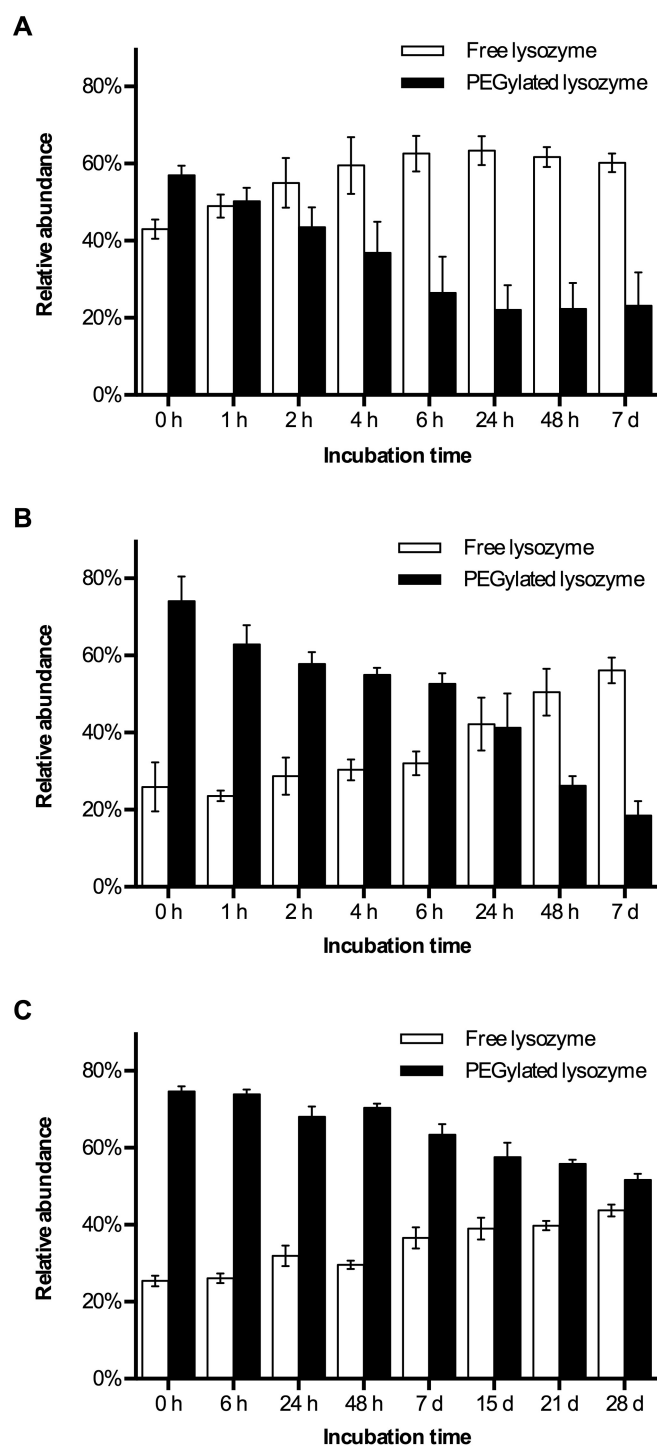 A
Free lysozyme
PEGylated lysozyme
80%
60%
40%
20%
0%
Relative abundance
0 h 1 h 2 h 4 h 6 h 24 h 48 h 7 d
Incubation time
B
Free lysozyme
PEGylated lysozyme
80%
60%
40%
20%
0%
Relative abundance
0 h 1 h 2 h 4 h 6 h 24 h 48 h 7 d
Incubation time
C
Free lysozyme
PEGylated lysozyme
80%
60%
40%
20%
0%
Relative abundance
0 h 6 h 24 h 48 h 7 d 15 d 21 d 28 d
Incubation time